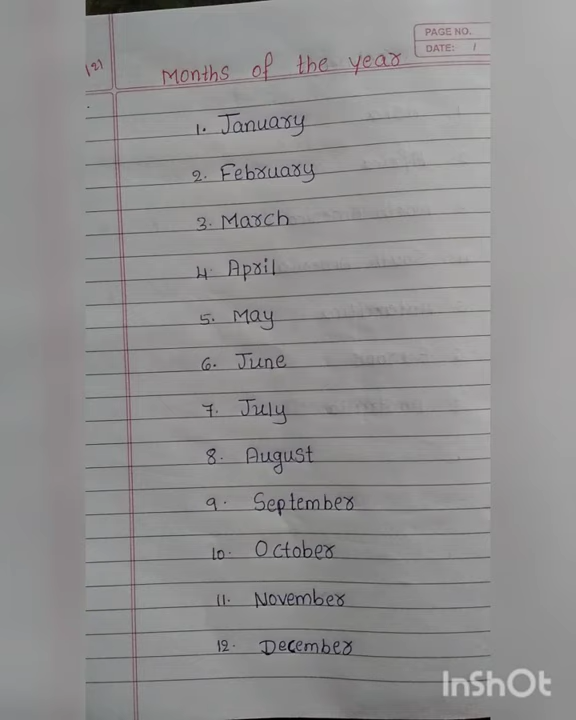 PAGE NO.
DATE: /
121
Months of the year
1. January
2. February
3. March
4. April
5. May
6. June
7. July
8. August
9. September
10. October
11. November
12. December
InShOt